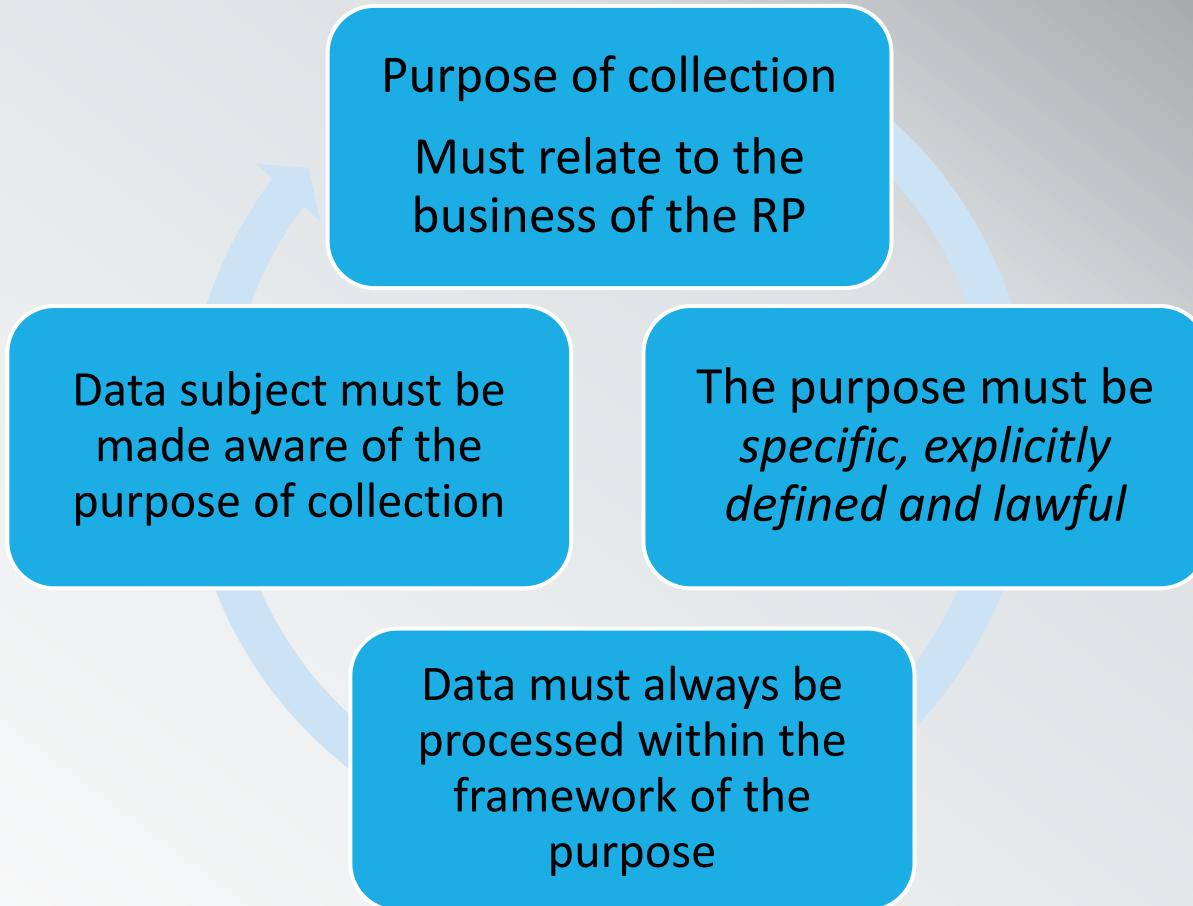 Purpose of collection
Must relate to the
business of the RP
The purpose must be
specific, explicitly
defined and lawful
Data must always be
processed within the
framework of the
purpose
Data subject must be
made aware of the
purpose of collection